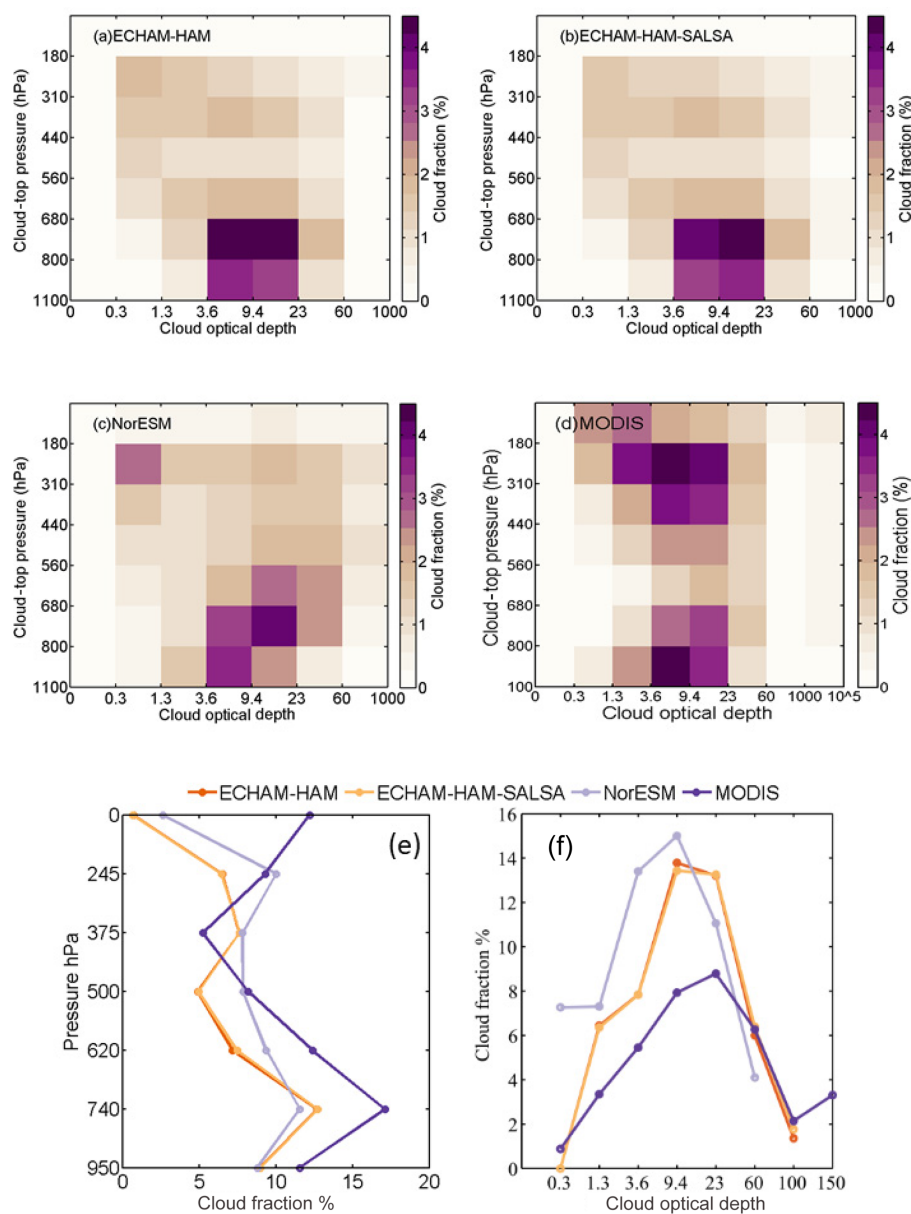 (a)ECHAM-HAM
Cloud-top pressure (hPa)
180
310
440
560
680
800
1100
0 0.3 1.3 3.6 9.4 23 60 1000
Cloud optical depth
4
3
2
1
0
Cloud fraction (%)
(b)ECHAM-HAM-SALSA
Cloud-top pressure (hPa)
180
310
440
560
680
800
1100
0 0.3 1.3 3.6 9.4 23 60 1000
Cloud optical depth
4
3
2
1
0
Cloud fraction (%)
(c)NorESM
Cloud-top pressure (hPa)
180
310
440
560
680
800
1100
0 0.3 1.3 3.6 9.4 23 60 1000
Cloud optical depth
4
3
2
1
0
Cloud fraction (%)
(d)MODIS
Cloud-top pressure (hPa)
180
310
440
560
680
800
100
0 0.3 1.3 3.6 9.4 23 60 1000 10^5
Cloud optical depth
4
3
2
1
0
Cloud fraction (%)
ECHAM-HAM ECHAM-HAM-SALSA NorESM MODIS
(e)
Pressure hPa
0
245
375
500
620
740
950
0 5 10 15 20
Cloud fraction %
(f)
Cloud fraction %
16
14
12
10
8
6
4
2
0
0.3 1.3 3.6 9.4 23 60 100 150
Cloud optical depth